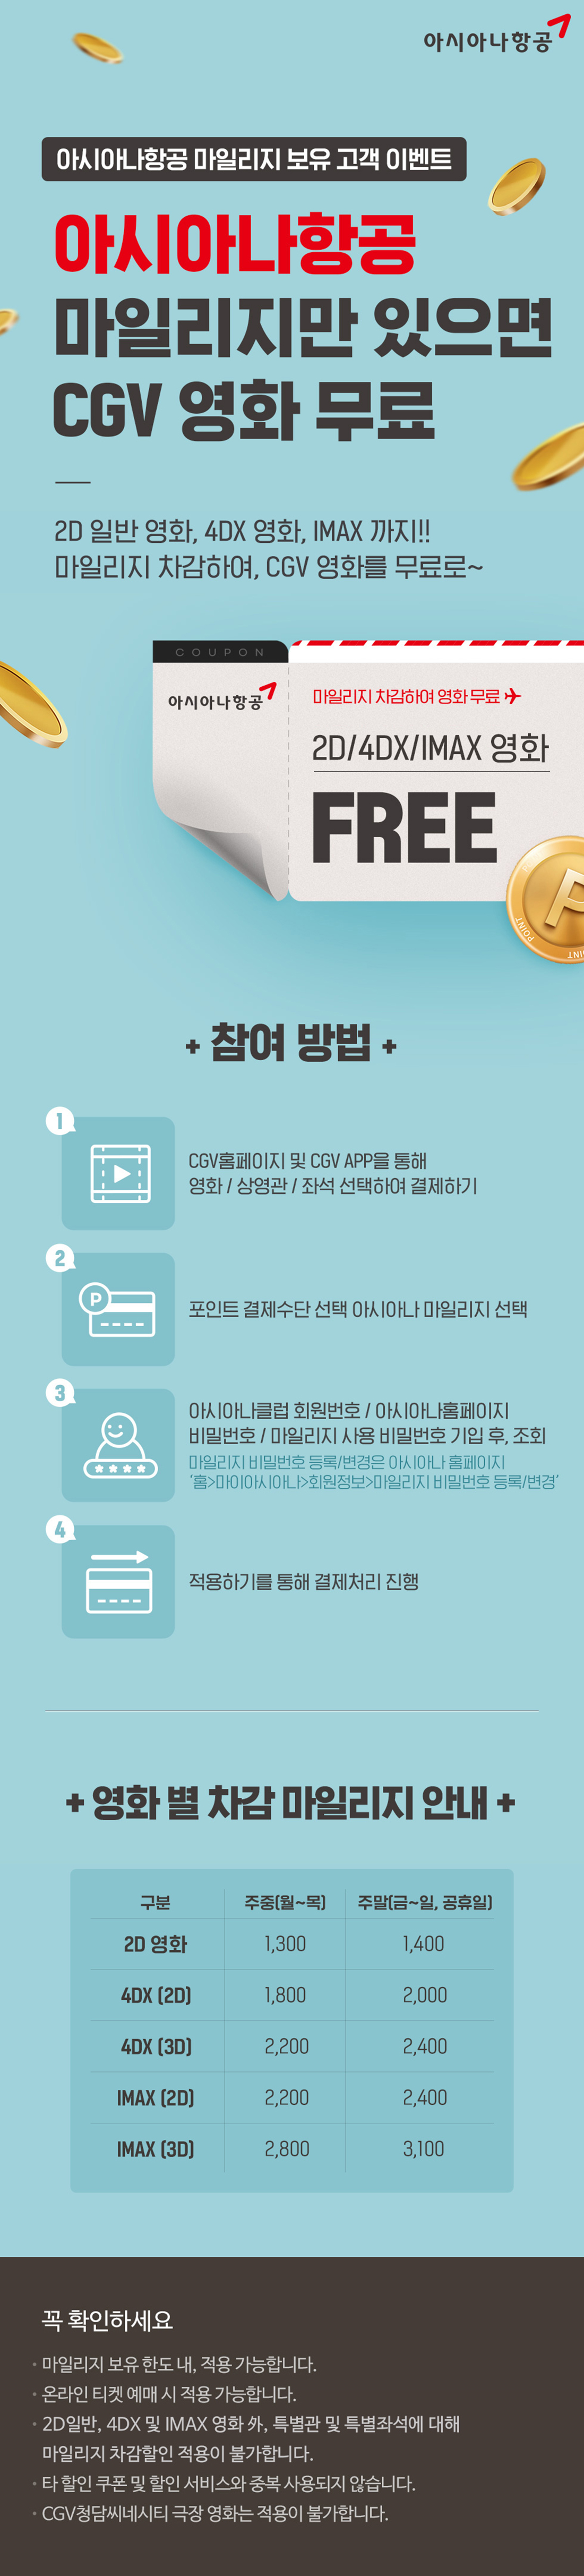 아시아나항공
아시아나항공 마일리지 보유 고객 이벤트
아시아나항공
마일리지만 있으면
CGV 영화 무료
2D 일반 영화, 4DX 영화, IMAX 까지!!
마일리지 차감하여, CGV 영화를 무료로~
COUPON
아시아나항공
마일리지 차감하여 영화 무료
2D/4DX/IMAX 영화
FREE
P
POINT
+ 참여 방법 +
1
CGV홈페이지 및 CGV APP을 통해
영화 / 상영관 / 좌석 선택하여 결제하기
2
P
포인트 결제수단 선택 아시아나 마일리지 선택
3
아시아나클럽 회원번호 / 아시아나홈페이지
비밀번호 / 마일리지 사용 비밀번호 기입 후, 조회
마일리지 비밀번호 등록/변경은 아시아나 홈페이지
'홈>마이아시아나>회원정보>마일리지 비밀번호 등록/변경'
4
적용하기를 통해 결제처리 진행
+ 영화 별 차감 마일리지 안내 +
구분 주중(월~목) 주말(금~일, 공휴일)
2D 영화 1,300 1,400
4DX (2D) 1,800 2,000
4DX (3D) 2,200 2,400
IMAX (2D) 2,200 2,400
IMAX (3D) 2,800 3,100
꼭 확인하세요
· 마일리지 보유 한도 내, 적용 가능합니다.
· 온라인 티켓 예매 시 적용 가능합니다.
· 2D일반, 4DX 및 IMAX 영화 外, 특별관 및 특별좌석에 대해
마일리지 차감할인 적용이 불가합니다.
· 타 할인 쿠폰 및 할인 서비스와 중복 사용되지 않습니다.
· CGV청담씨네시티 극장 영화는 적용이 불가합니다.